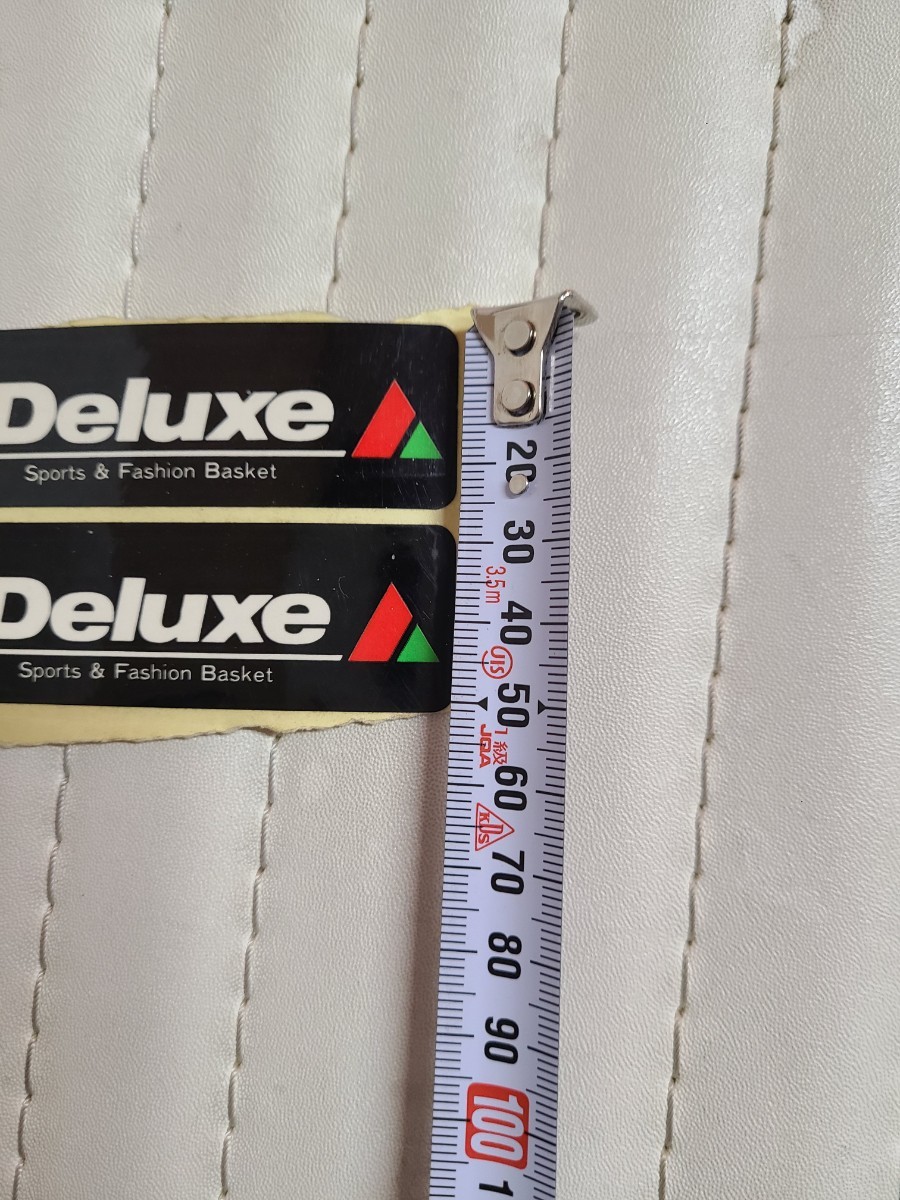 Deluxe
Sports & Fashion Basket
Deluxe
Sports & Fashion Basket
20
30
3.5m
40
JIS
50
1級
JQA
60
KDS
70
80
90
100
1